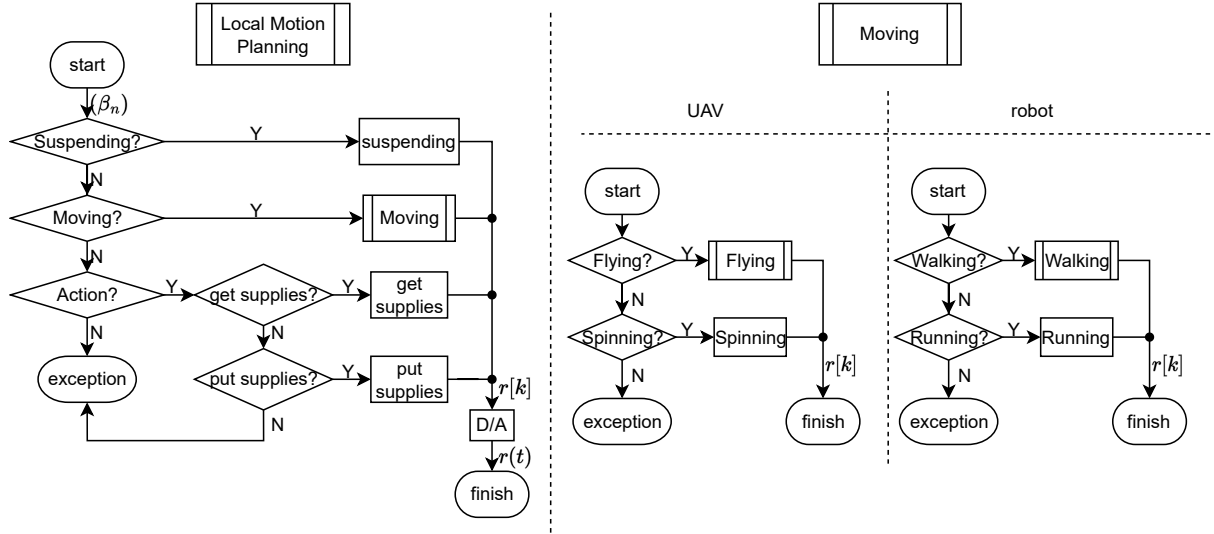 Local Motion
Planning
start
(βₙ)
Suspending?
Y
suspending
N
Moving?
Y
Moving
N
Action?
Y
get supplies?
Y
get
supplies
N
N
exception
put supplies?
Y
put
supplies
r[k]
N
D/A
r(t)
finish
Moving
UAV
robot
start
Flying?
Y
Flying
N
Spinning?
Y
Spinning
N
r[k]
exception
finish
start
Walking?
Y
Walking
N
Running?
Y
Running
N
r[k]
exception
finish